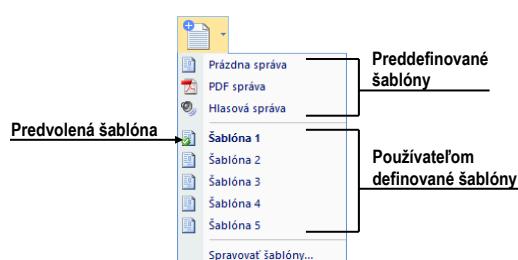 Prázdna správa
PDF správa
Hlasová správa
Preddefinované
šablóny
Predvolená šablóna
Šablóna 1
Šablóna 2
Šablóna 3
Šablóna 4
Šablóna 5
Používateľom
definované šablóny
Spravovať šablóny...